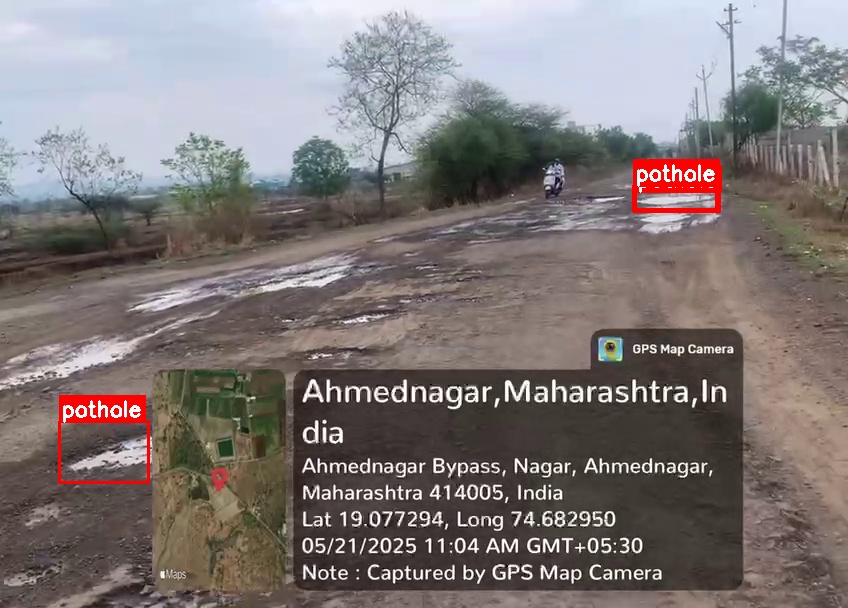 pothole
pothole
GPS Map Camera
Ahmednagar,Maharashtra,In
dia
Ahmednagar Bypass, Nagar, Ahmednagar,
Maharashtra 414005, India
Lat 19.077294, Long 74.682950
05/21/2025 11:04 AM GMT+05:30
Note : Captured by GPS Map Camera
Maps